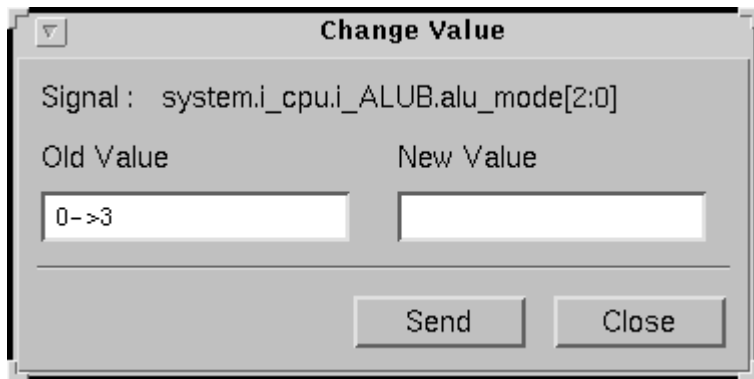 Change Value
Signal : system.i_cpu.i_ALUB.alu_mode[2:0]
Old Value New Value
0->3
Send Close